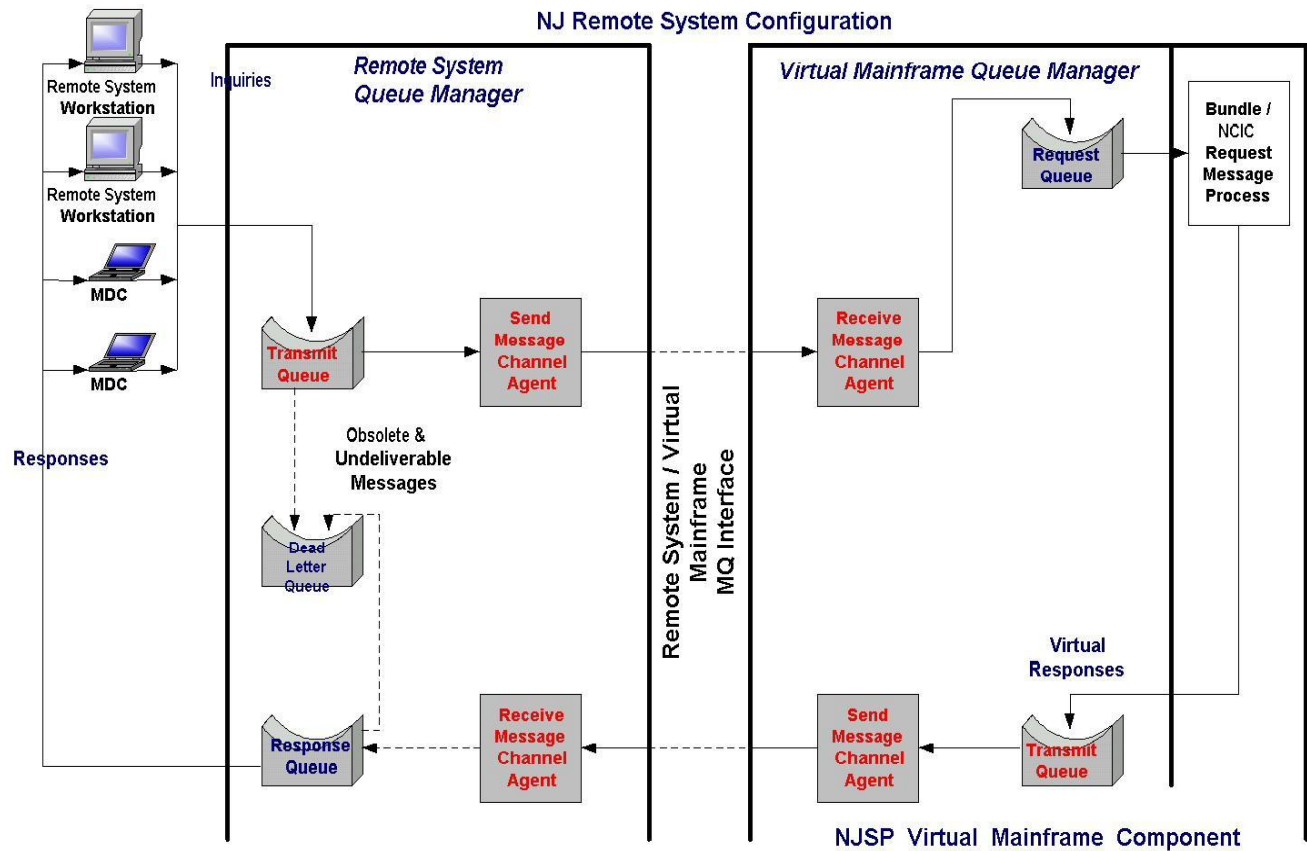 NJ Remote System Configuration
Remote System
Workstation
Remote System
Workstation
MDC
MDC
Responses
Inquiries
Remote System
Queue Manager
Transmit
Queue
Send
Message
Channel
Agent
Obsolete &
Undeliverable
Messages
Dead
Letter
Queue
Response
Queue
Receive
Message
Channel
Agent
Remote System / Virtual
Mainframe
MQ Interface
Virtual Mainframe Queue Manager
Request
Queue
Bundle /
NCIC
Request
Message
Process
Receive
Message
Channel
Agent
Virtual
Responses
Send
Message
Channel
Agent
Transmit
Queue
NJSP Virtual Mainframe Component